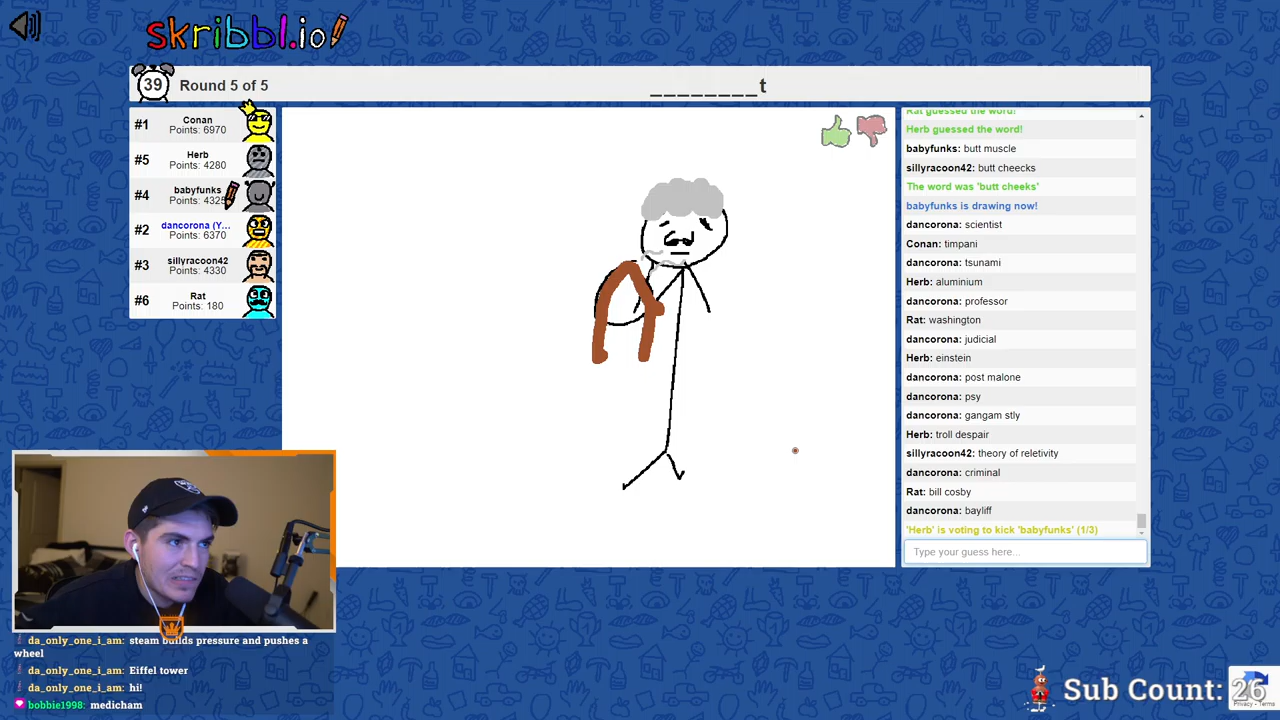 skribbl.io
39
Round 5 of 5
_________t
#1
Conan
Points: 6970
#5
Herb
Points: 4280
#4
babyfunks
Points: 4325
#2
dancorona (Y...
Points: 6370
#3
sillyracoon42
Points: 4330
#6
Rat
Points: 180
Rat guessed the word!
Herb guessed the word!
babyfunks: butt muscle
sillyracoon42: butt cheecks
The word was 'butt cheeks'
babyfunks is drawing now!
dancorona: scientist
Conan: timpani
dancorona: tsunami
Herb: aluminium
dancorona: professor
Rat: washington
dancorona: judicial
Herb: einstein
dancorona: post malone
dancorona: psy
dancorona: gangam stly
Herb: troll despair
sillyracoon42: theory of reletivity
dancorona: criminal
Rat: bill cosby
dancorona: bayliff
'Herb' is voting to kick 'babyfunks' (1/3)
Type your guess here...
da_only_one_i_am: steam builds pressure and pushes a
wheel
da_only_one_i_am: Eiffel tower
da_only_one_i_am: hi!
bobbie1998: medicham
Sub Count: 26
Privacy - Terms